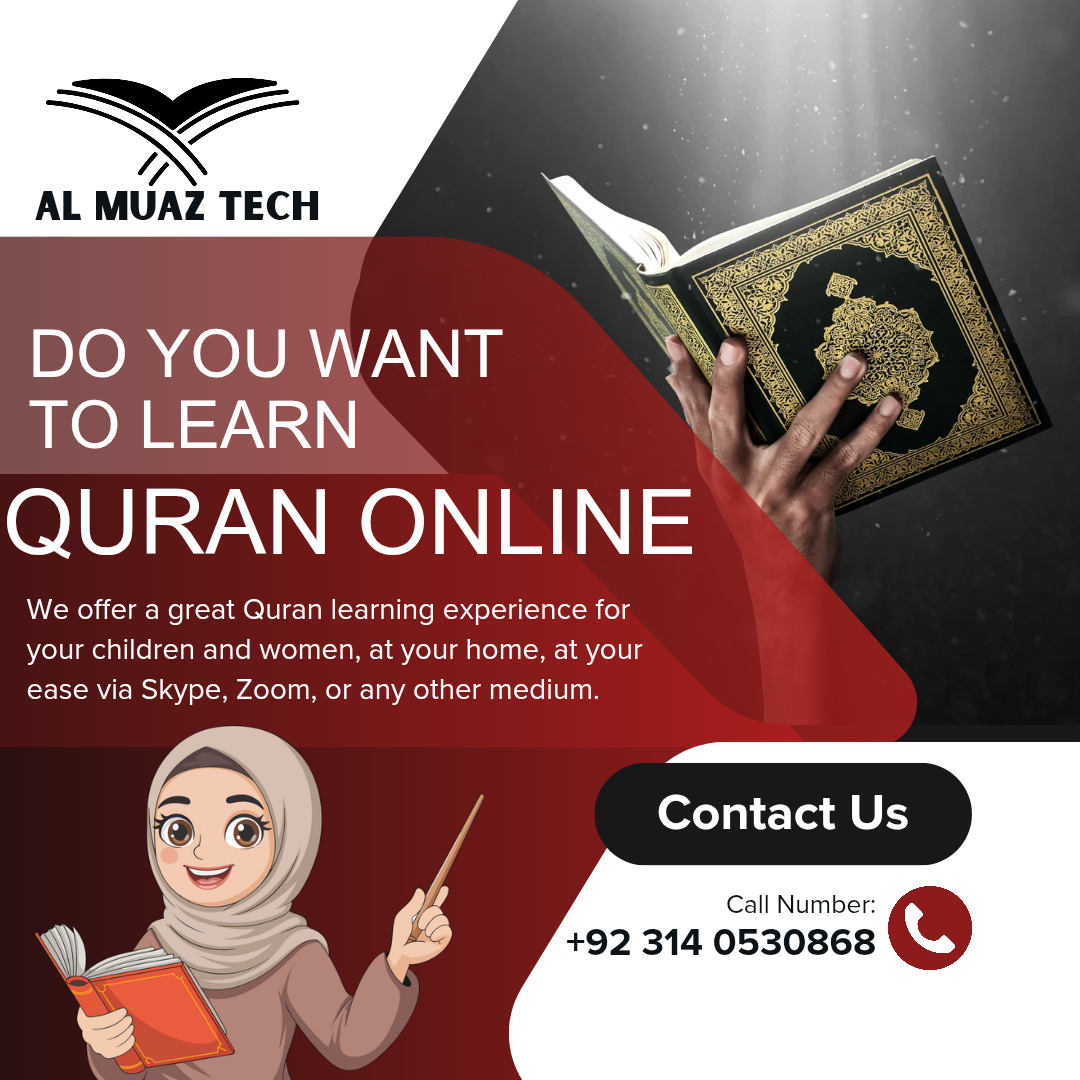 AL MUAZ TECH
DO YOU WANT
TO LEARN
QURAN ONLINE
We offer a great Quran learning experience for
your children and women, at your home, at your
ease via Skype, Zoom, or any other medium.
Contact Us
Call Number:
+92 314 0530868